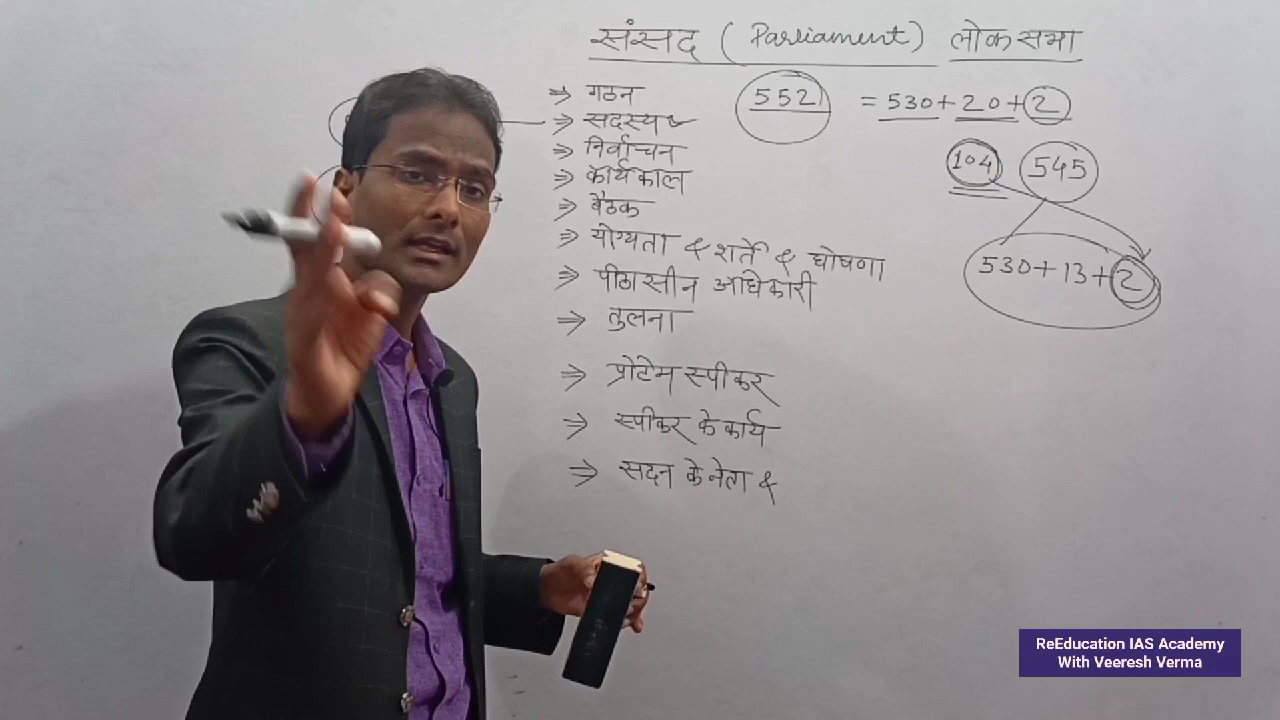 संसद (Parliament) लोकसभा
⇒ गठन
⇒ सदस्य
⇒ निर्वाचन
⇒ कार्यकाल
⇒ बैठक
⇒ योग्यता & शर्तें & घोषणा
⇒ पीठासीन अधिकारी
⇒ तुलना
⇒ प्रोटेम स्पीकर
⇒ स्पीकर के कार्य
⇒ सदन के नेता &
552 = 530 + 20 + 2
104 545
530 + 13 + 2
ReEducation IAS Academy
With Veeresh Verma